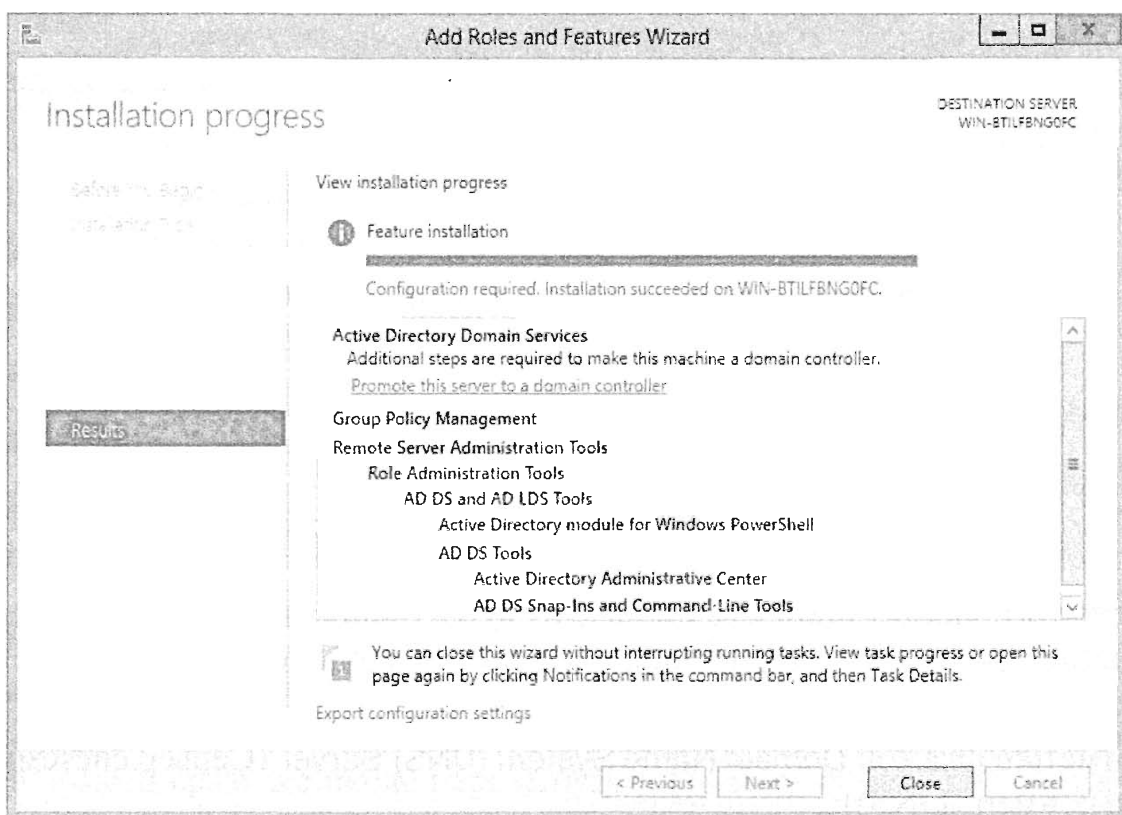 Add Roles and Features Wizard
Installation progress
DESTINATION SERVER
WIN-BTILFBNG0FC
Before You Begin
View installation progress
Feature installation
Configuration required. Installation succeeded on WIN-BTILFBNG0FC.
Active Directory Domain Services
Additional steps are required to make this machine a domain controller.
Promote this server to a domain controller
Results
Group Policy Management
Remote Server Administration Tools
Role Administration Tools
AD DS and AD LDS Tools
Active Directory module for Windows PowerShell
AD DS Tools
Active Directory Administrative Center
AD DS Snap-Ins and Command-Line Tools
You can close this wizard without interrupting running tasks. View task progress or open this
page again by clicking Notifications in the command bar, and then Task Details.
Export configuration settings
< Previous
Next >
Close
Cancel